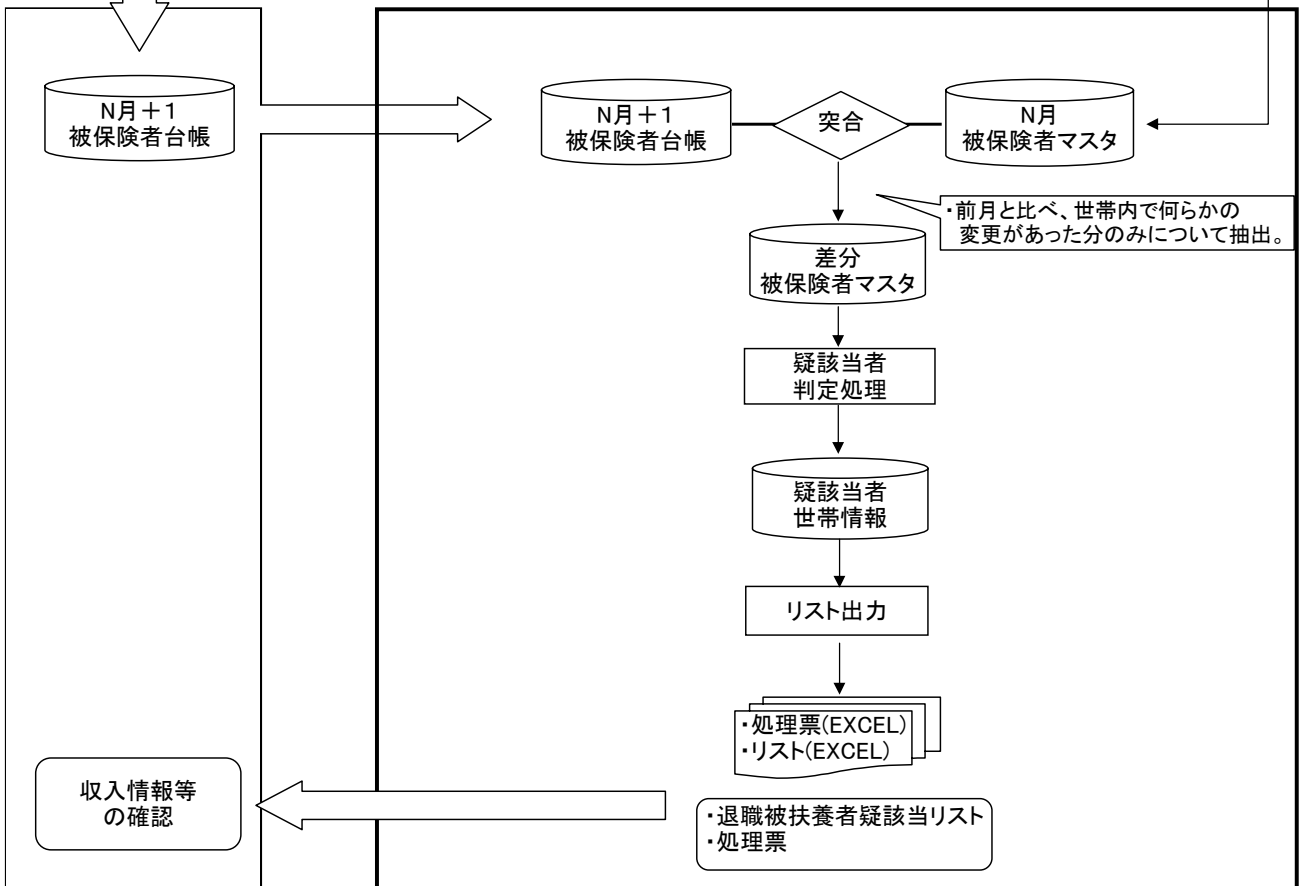 N月＋1
被保険者台帳
N月＋1
被保険者台帳
突合
N月
被保険者マスタ
・前月と比べ、世帯内で何らかの
変更があった分のみについて抽出。
差分
被保険者マスタ
疑該当者
判定処理
疑該当者
世帯情報
リスト出力
・処理票(EXCEL)
・リスト(EXCEL)
収入情報等
の確認
・退職被扶養者疑該当リスト
・処理票